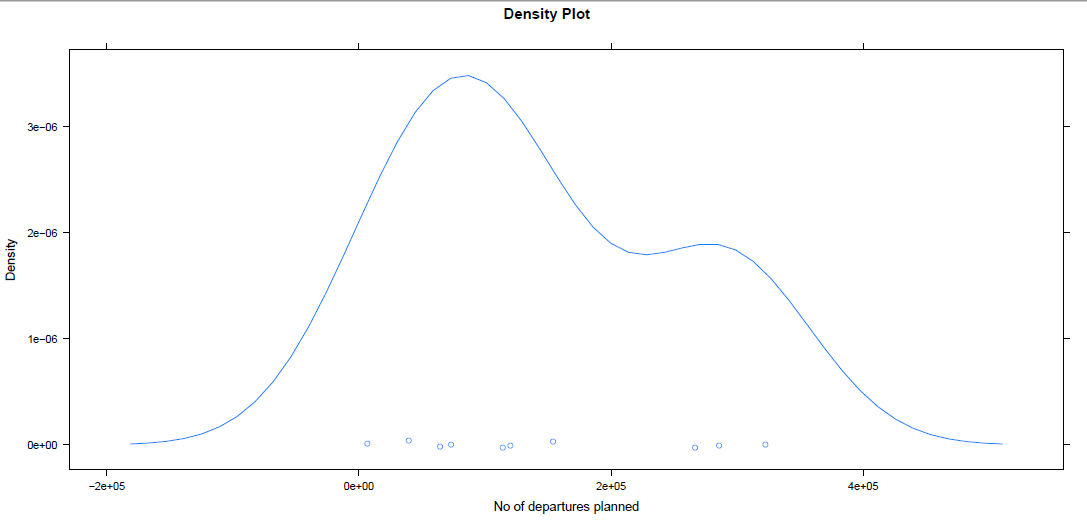 Density Plot
3e−06
2e−06
1e−06
0e+00
Density
−2e+05
0e+00
2e+05
4e+05
No of departures planned